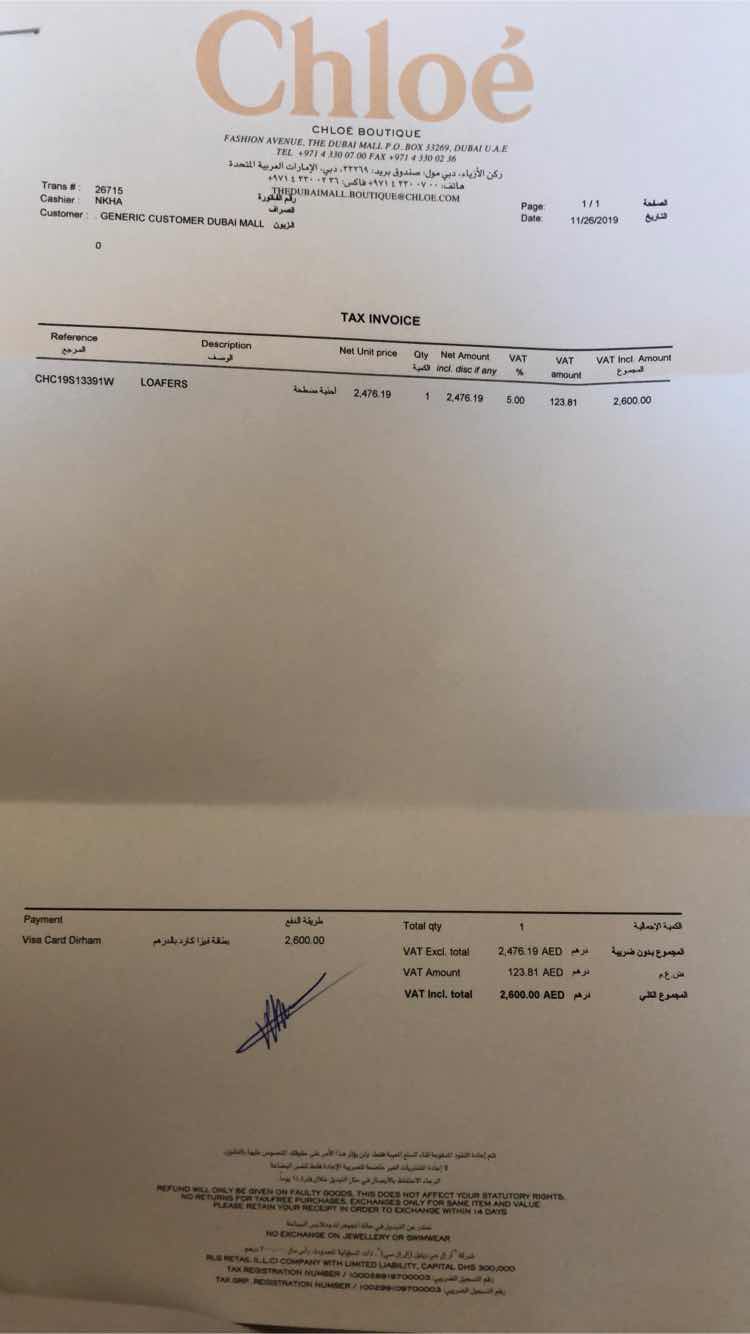 Chloé
CHLOÉ BOUTIQUE
FASHION AVENUE, THE DUBAI MALL P.O. BOX 33269, DUBAI U.A.E
TEL +971 4 330 07 00 FAX +971 4 330 02 36
ركن الأزياء، دبي مول، صندوق بريد: ٣٣٢٦٩، دبي، الإمارات العربية المتحدة
هاتف: ٠٠ ٠٧ ٣٣٠ ٤ ٩٧١+ فاكس: ٣٦ ٠٢ ٣٣٠ ٤ ٩٧١+
THEDUBAIMALL.BOUTIQUE@CHLOE.COM
Trans # : 26715 رقم الفاتورة
Cashier : NKHA الصراف
Customer : . GENERIC CUSTOMER DUBAI MALL الزبون
0
Page: 1 / 1 الصفحة
Date: 11/26/2019 التاريخ
TAX INVOICE
Reference Description Net Unit price Qty Net Amount VAT VAT VAT Incl. Amount
المرجع الوصف الكمية incl. disc if any % amount المجموع
CHC19S13391W LOAFERS أحذية مسطحة 2,476.19 1 2,476.19 5.00 123.81 2,600.00
Payment طريقة الدفع
Visa Card Dirham بطاقة فيزا كارد بالدرهم 2,600.00
Total qty 1 الكمية الإجمالية
VAT Excl. total 2,476.19 AED درهم المجموع بدون ضريبة
VAT Amount 123.81 AED درهم ض.ع.م
VAT Incl. total 2,600.00 AED درهم المجموع الكلي
REFUND WILL ONLY BE GIVEN ON FAULTY GOODS, THIS DOES NOT AFFECT YOUR STATUTORY RIGHTS.
NO RETURNS FOR TAX-FREE PURCHASES, EXCHANGES ONLY FOR SAME ITEM AND VALUE
PLEASE RETAIN YOUR RECEIPT IN ORDER TO EXCHANGE WITHIN 14 DAYS
NO EXCHANGE ON JEWELLERY OR SWIMWEAR
RLG RETAIL (L.L.C) COMPANY WITH LIMITED LIABILITY, CAPITAL DHS 300,000
TAX REGISTRATION NUMBER / رقم التسجيل الضريبي
TAX GRP. REGISTRATION NUMBER / رقم التسجيل الضريبي